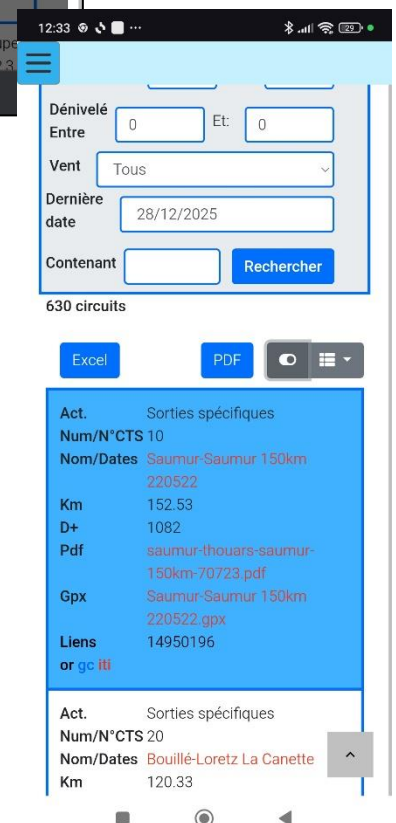 12:33
29
Dénivelé
Entre 0 Et: 0
Vent Tous
Dernière
date 28/12/2025
Contenant Rechercher
630 circuits
Excel PDF
Act. Sorties spécifiques
Num/N°CTS 10
Nom/Dates Saumur-Saumur 150km
220522
Km 152.53
D+ 1082
Pdf saumur-thouars-saumur-
150km-70723.pdf
Gpx Saumur-Saumur 150km
220522.gpx
Liens 14950196
or gc iti
Act. Sorties spécifiques
Num/N°CTS 20
Nom/Dates Bouillé-Loretz La Canette
Km 120.33